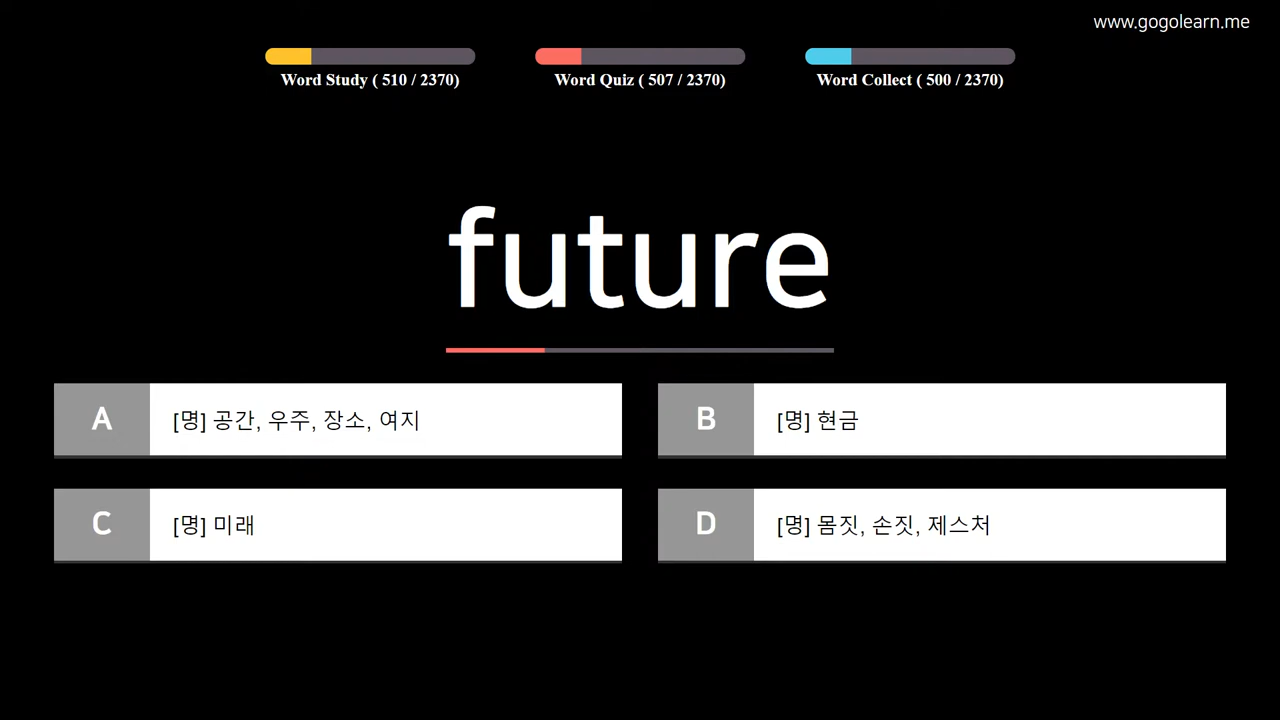 www.gogolearn.me
Word Study ( 510 / 2370)
Word Quiz ( 507 / 2370)
Word Collect ( 500 / 2370)
future
A [명] 공간, 우주, 장소, 여지
B [명] 현금
C [명] 미래
D [명] 몸짓, 손짓, 제스처